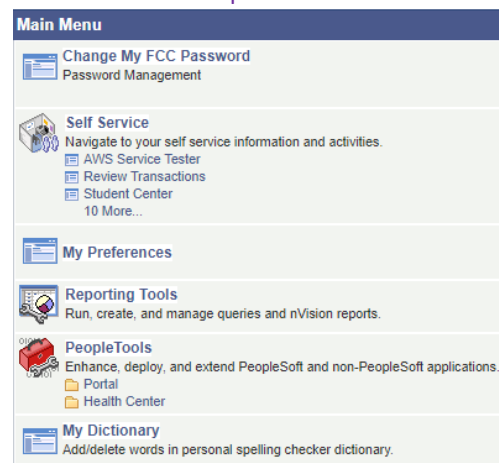 Main Menu
Change My FCC Password
Password Management
Self Service
Navigate to your self service information and activities.
AWS Service Tester
Review Transactions
Student Center
10 More...
My Preferences
Reporting Tools
Run, create, and manage queries and nVision reports.
PeopleTools
Enhance, deploy, and extend PeopleSoft and non-PeopleSoft applications.
Portal
Health Center
My Dictionary
Add/delete words in personal spelling checker dictionary.